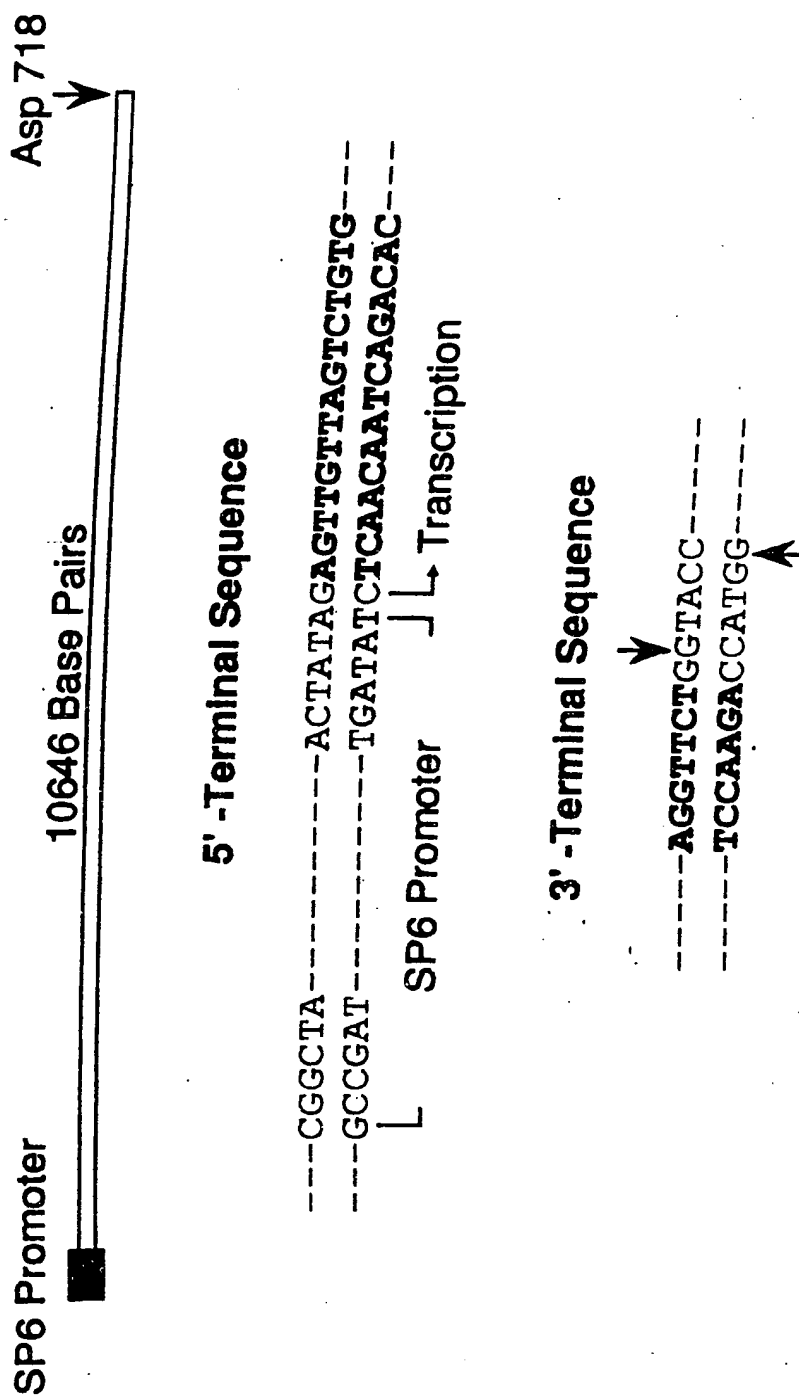 SP6 Promoter
Asp 718
10646 Base Pairs
5' -Terminal Sequence
----CGGCTA-----------ACTATAGAGTTGTTAGTCTGTG----
----GCCGAT-----------TGATATCTCAACAATCAGACAC----
SP6 Promoter
Transcription
3' -Terminal Sequence
-----AGGTTCTGGTACC------
-----TCCAAGACCATGG------